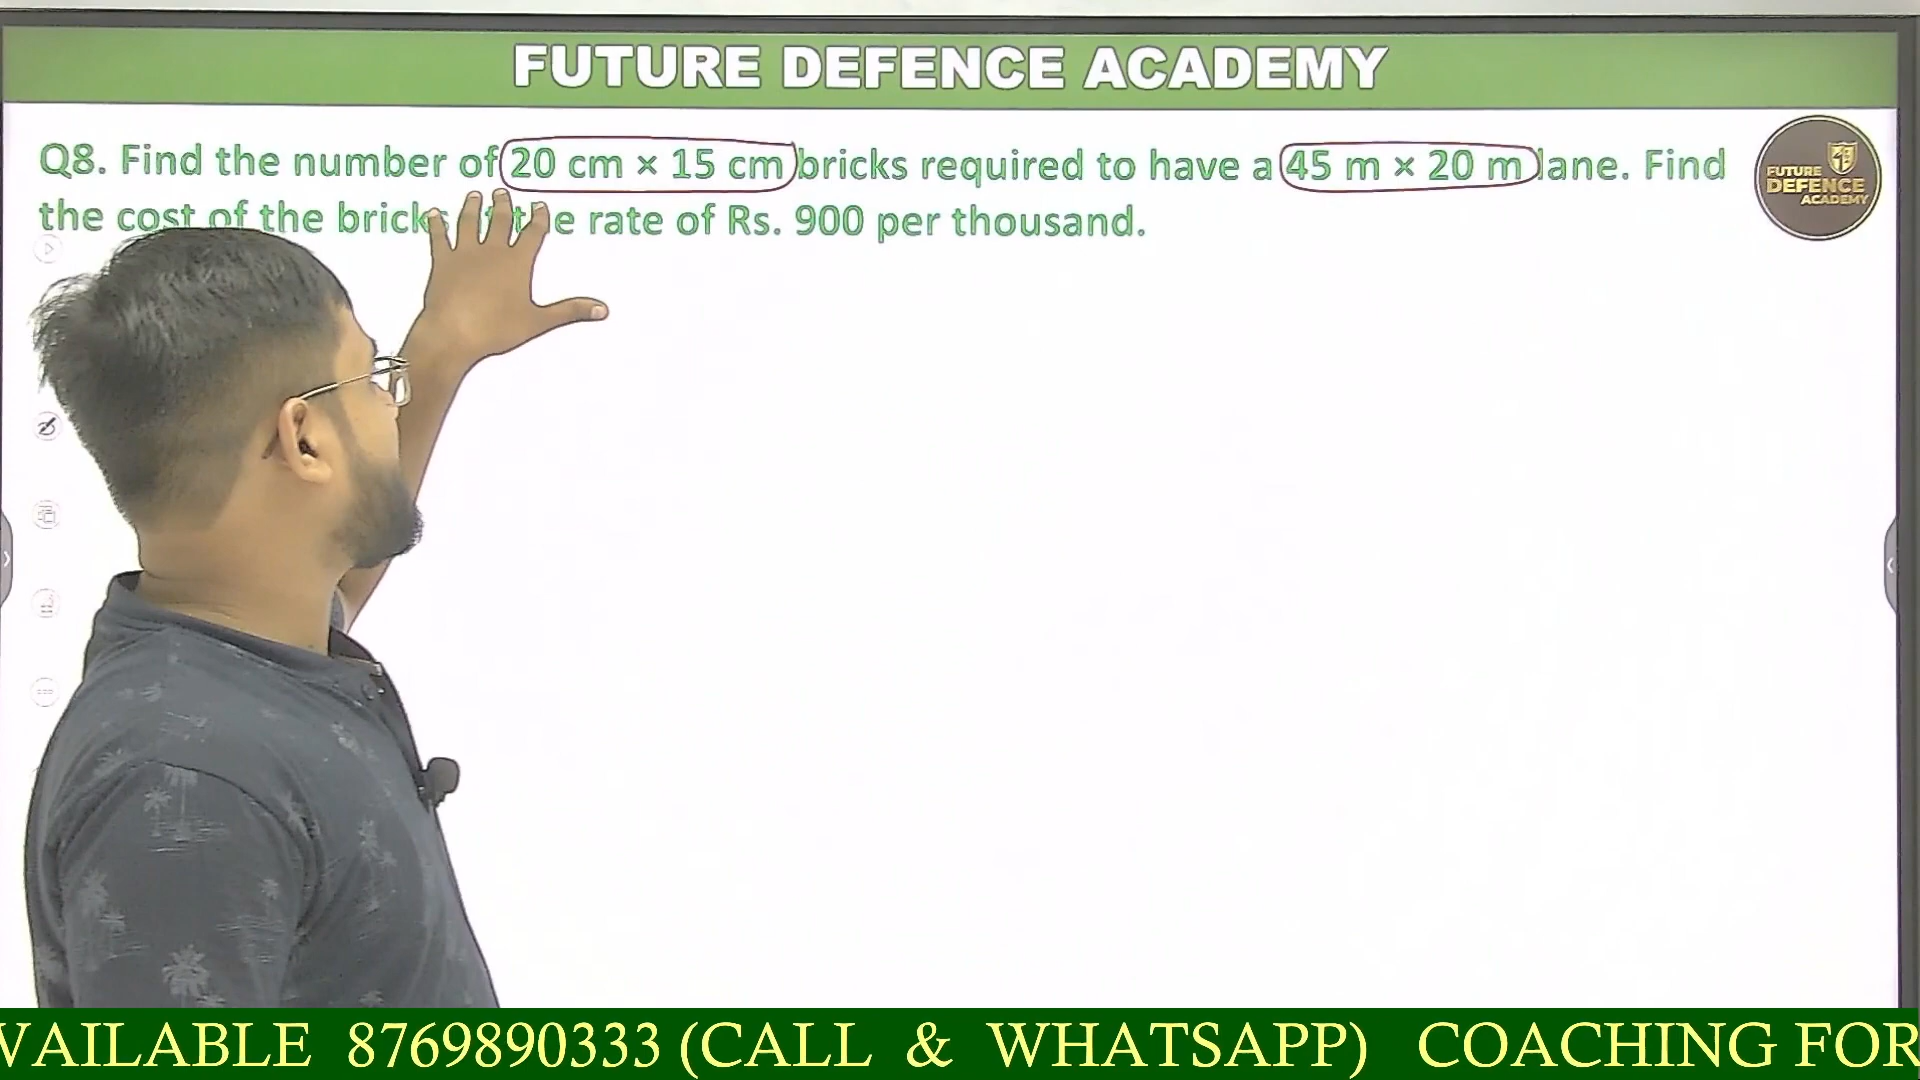 FUTURE DEFENCE ACADEMY
Q8. Find the number of 20 cm × 15 cm bricks required to have a 45 m × 20 m lane. Find
the cost of the bricks the rate of Rs. 900 per thousand.
FUTURE
DEFENCE
ACADEMY
VAILABLE 8769890333 (CALL & WHATSAPP) COACHING FOR